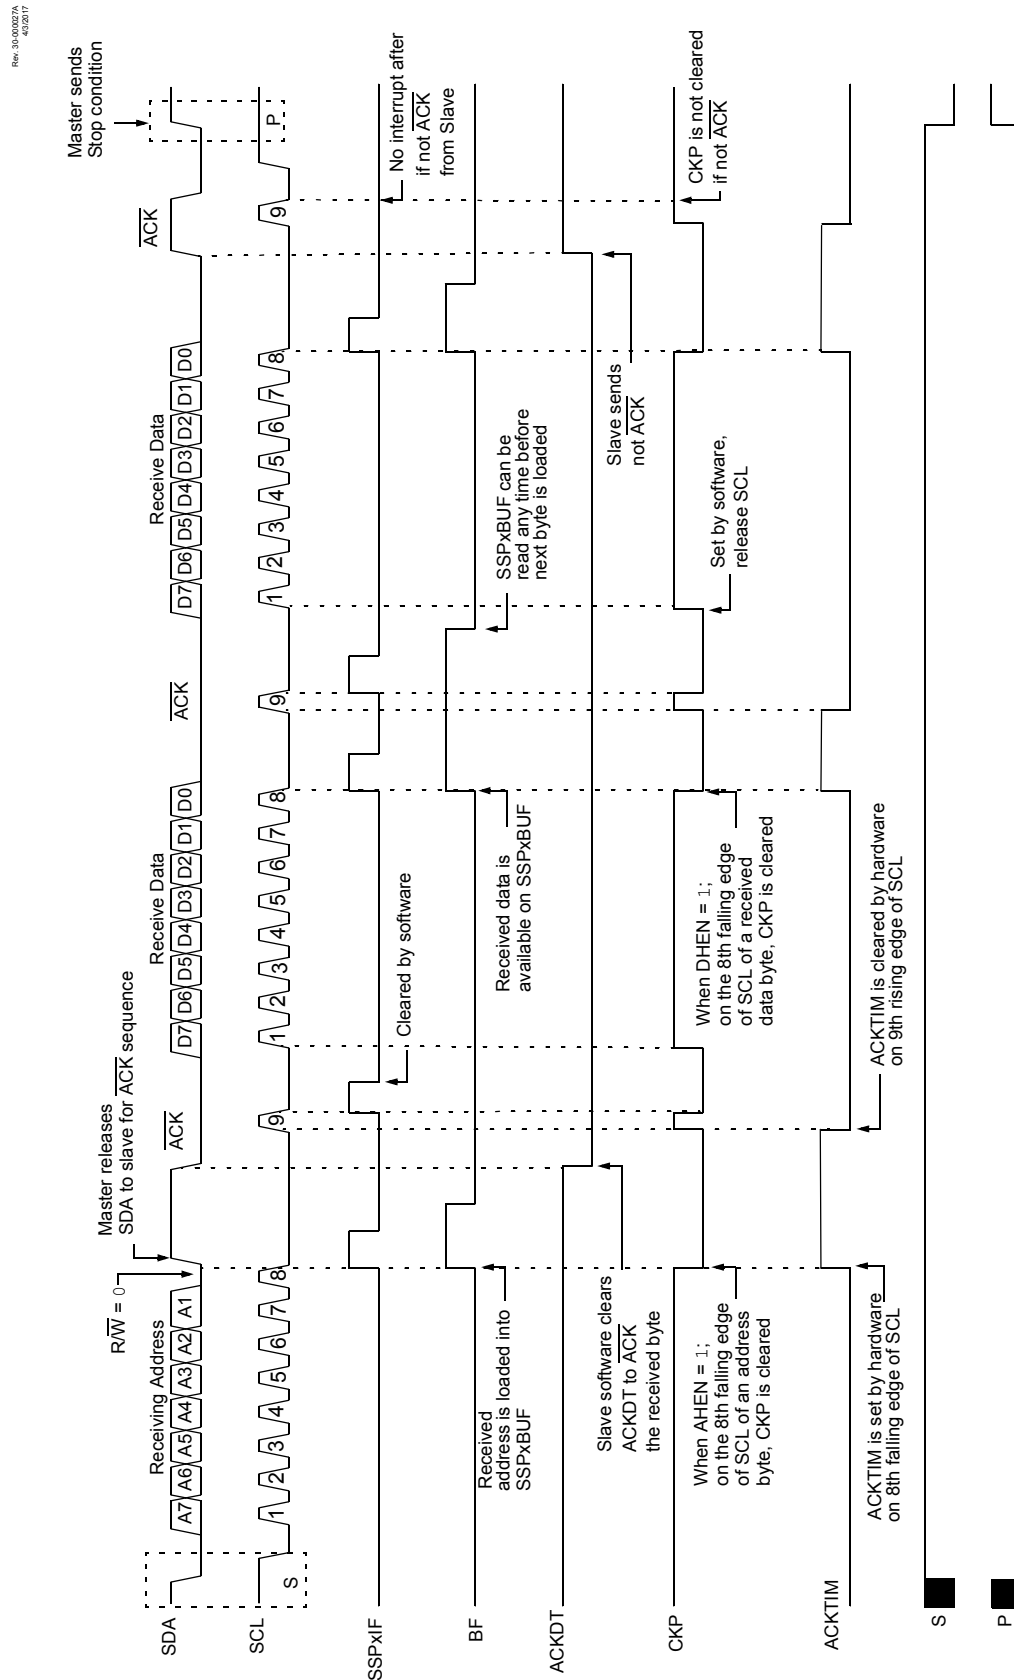 Rev. 30-000027A
4/3/2017
Master releases
SDA to slave for ACK sequence
Master sends
Stop condition
R/W = 0
Receiving Address
ACK
Receive Data
ACK
Receive Data
ACK
SDA
A7 A6 A5 A4 A3 A2 A1
D7 D6 D5 D4 D3 D2 D1 D0
D7 D6 D5 D4 D3 D2 D1 D0
SCL
S
1 2 3 4 5 6 7 8
9
1 2 3 4 5 6 7 8
9
1 2 3 4 5 6 7 8
9
P
SSPxIF
Cleared by software
No interrupt after
if not ACK
from Slave
BF
Received
address is loaded into
SSPxBUF
Received data is
available on SSPxBUF
SSPxBUF can be
read any time before
next byte is loaded
ACKDT
Slave software clears
ACKDT to ACK
the received byte
Slave sends
not ACK
CKP
When AHEN = 1;
on the 8th falling edge
of SCL of an address
byte, CKP is cleared
When DHEN = 1;
on the 8th falling edge
of SCL of a received
data byte, CKP is cleared
Set by software,
release SCL
CKP is not cleared
if not ACK
ACKTIM
ACKTIM is set by hardware
on 8th falling edge of SCL
ACKTIM is cleared by hardware
on 9th rising edge of SCL
S
P